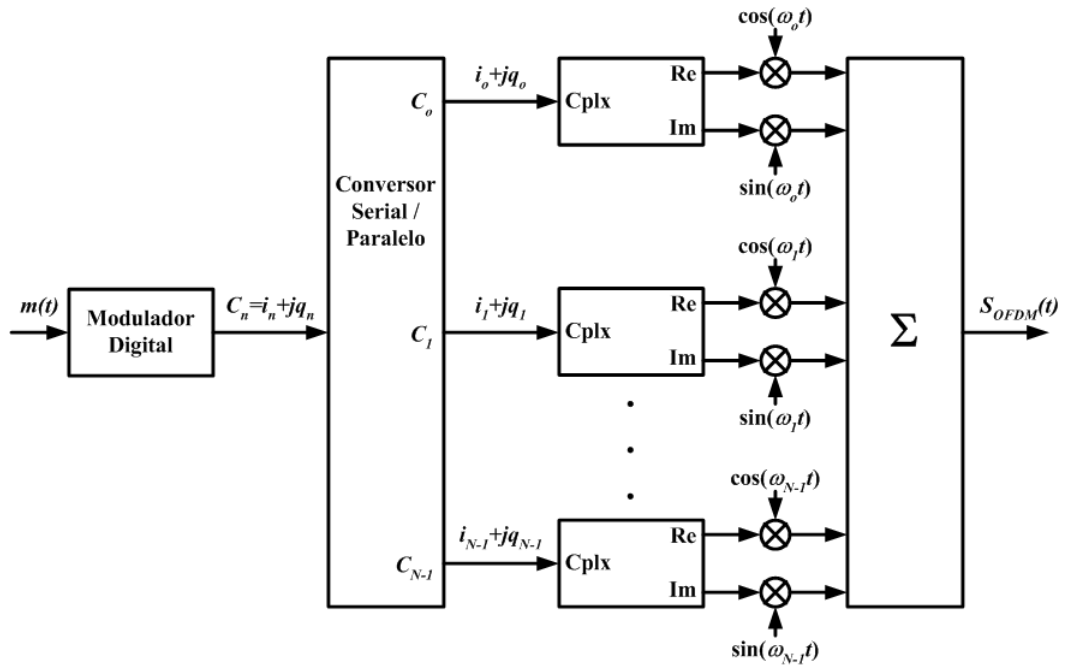 cos(ω_o t)
i_o+jq_o
Re
C_o
Cplx
Im
sin(ω_o t)
Conversor
Serial /
Paralelo
cos(ω_1 t)
m(t)
Modulador
Digital
C_n=i_n+jq_n
C_1
i_1+jq_1
Re
Cplx
Im
Σ
S_OFDM(t)
sin(ω_1 t)
cos(ω_N-1 t)
i_N-1+jq_N-1
Re
C_N-1
Cplx
Im
sin(ω_N-1 t)